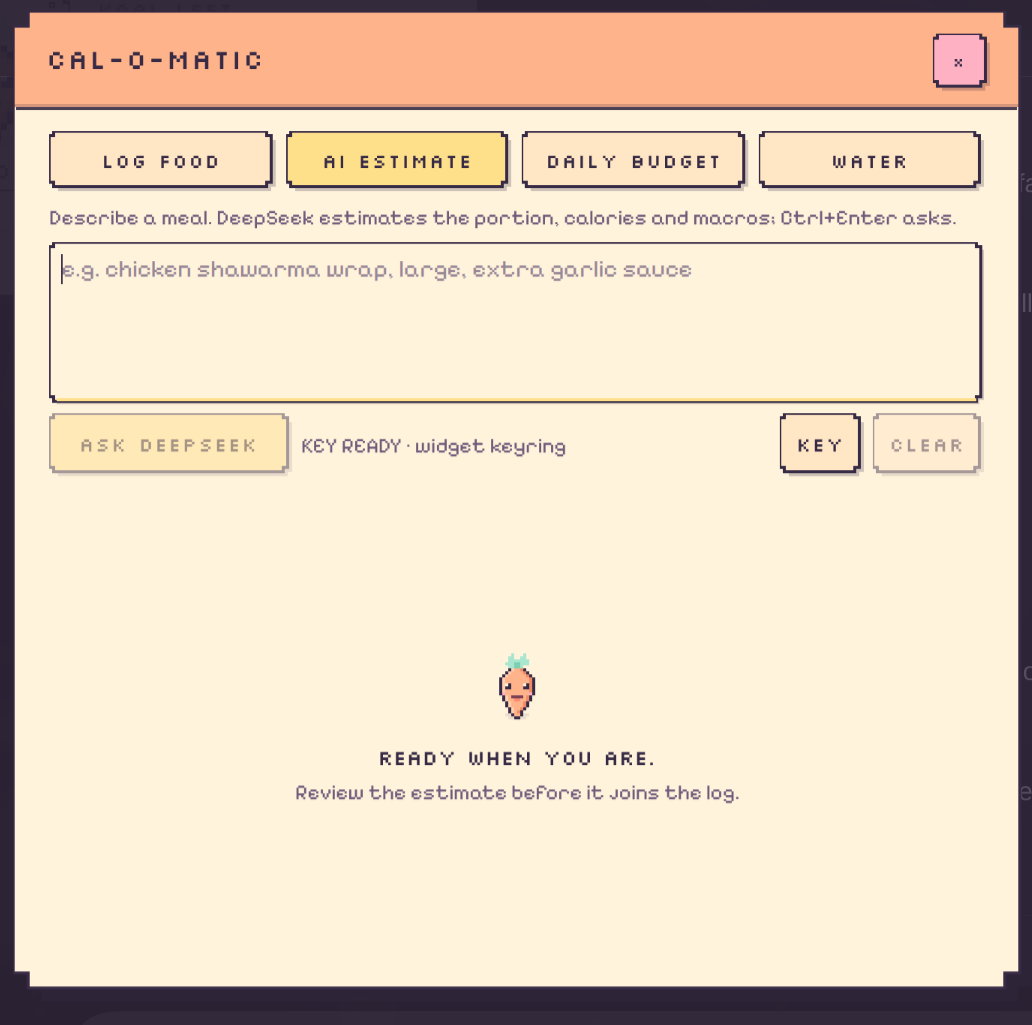 CAL-O-MATIC
x
LOG FOOD
AI ESTIMATE
DAILY BUDGET
WATER
Describe a meal. DeepSeek estimates the portion, calories and macros; Ctrl+Enter asks.
e.g. chicken shawarma wrap, large, extra garlic sauce
ASK DEEPSEEK
KEY READY · widget keyring
KEY
CLEAR
READY WHEN YOU ARE.
Review the estimate before it joins the log.